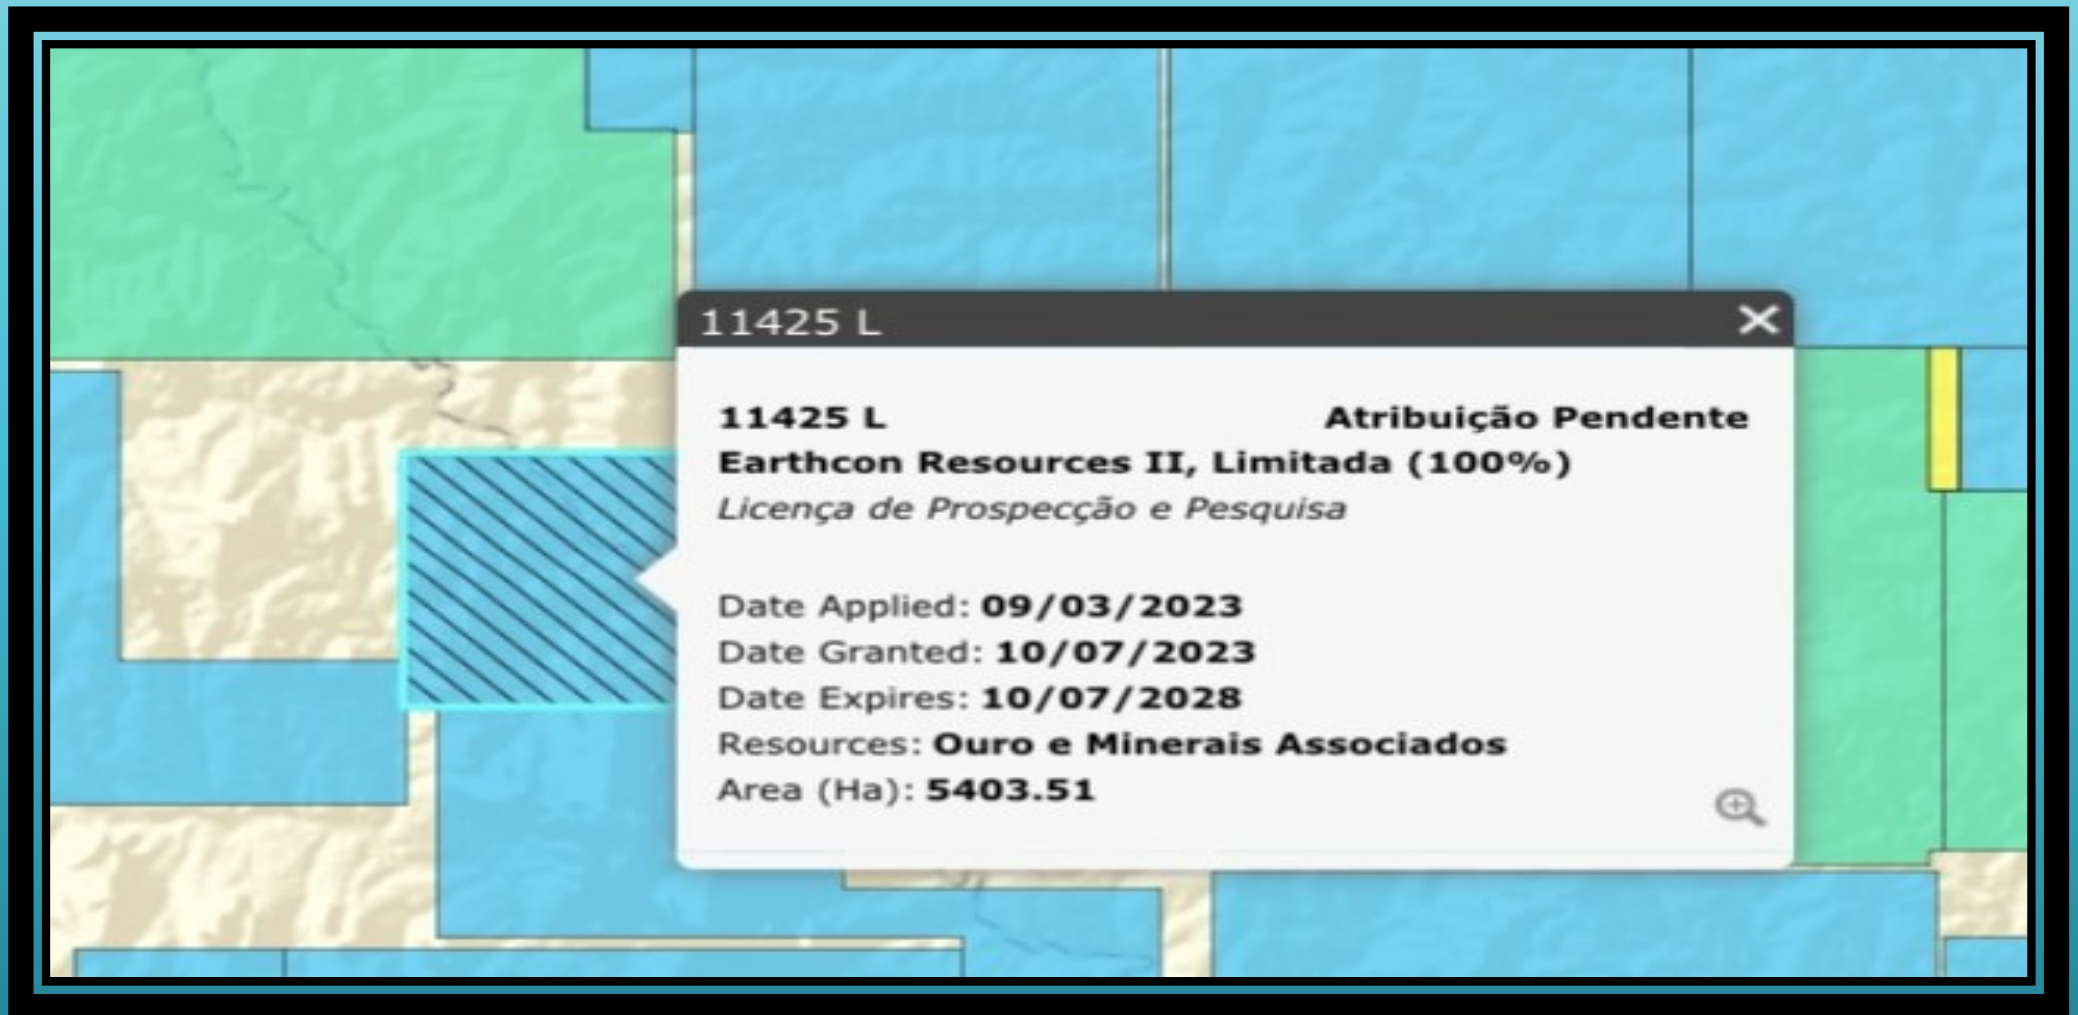 11425 L
11425 L Atribuição Pendente
Earthcon Resources II, Limitada (100%)
Licença de Prospecção e Pesquisa
Date Applied: 09/03/2023
Date Granted: 10/07/2023
Date Expires: 10/07/2028
Resources: Ouro e Minerais Associados
Area (Ha): 5403.51